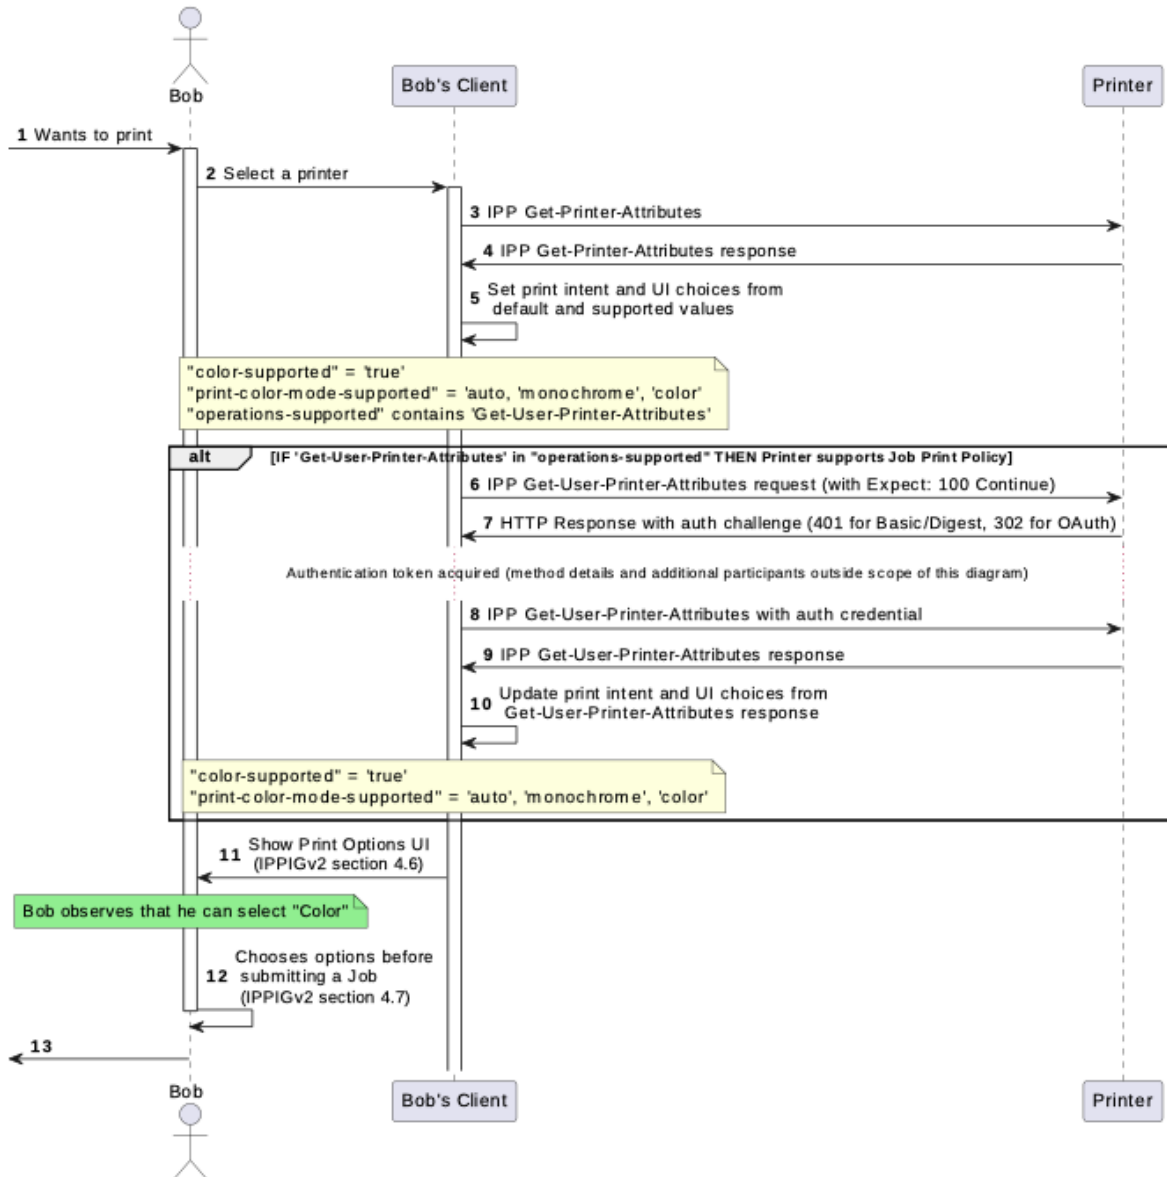 Bob
Bob's Client
Printer
1 Wants to print
2 Select a printer
3 IPP Get-Printer-Attributes
4 IPP Get-Printer-Attributes response
5 Set print intent and UI choices from
default and supported values
"color-supported" = 'true'
"print-color-mode-supported" = 'auto, 'monochrome', 'color'
"operations-supported" contains 'Get-User-Printer-Attributes'
alt [IF 'Get-User-Printer-Attributes' in "operations-supported" THEN Printer supports Job Print Policy]
6 IPP Get-User-Printer-Attributes request (with Expect: 100 Continue)
7 HTTP Response with auth challenge (401 for Basic/Digest, 302 for OAuth)
Authentication token acquired (method details and additional participants outside scope of this diagram)
8 IPP Get-User-Printer-Attributes with auth credential
9 IPP Get-User-Printer-Attributes response
10 Update print intent and UI choices from
Get-User-Printer-Attributes response
"color-supported" = 'true'
"print-color-mode-supported" = 'auto', 'monochrome', 'color'
11 Show Print Options UI
(IPPIGv2 section 4.6)
Bob observes that he can select "Color"
12 Chooses options before
submitting a Job
(IPPIGv2 section 4.7)
13
Bob
Bob's Client
Printer